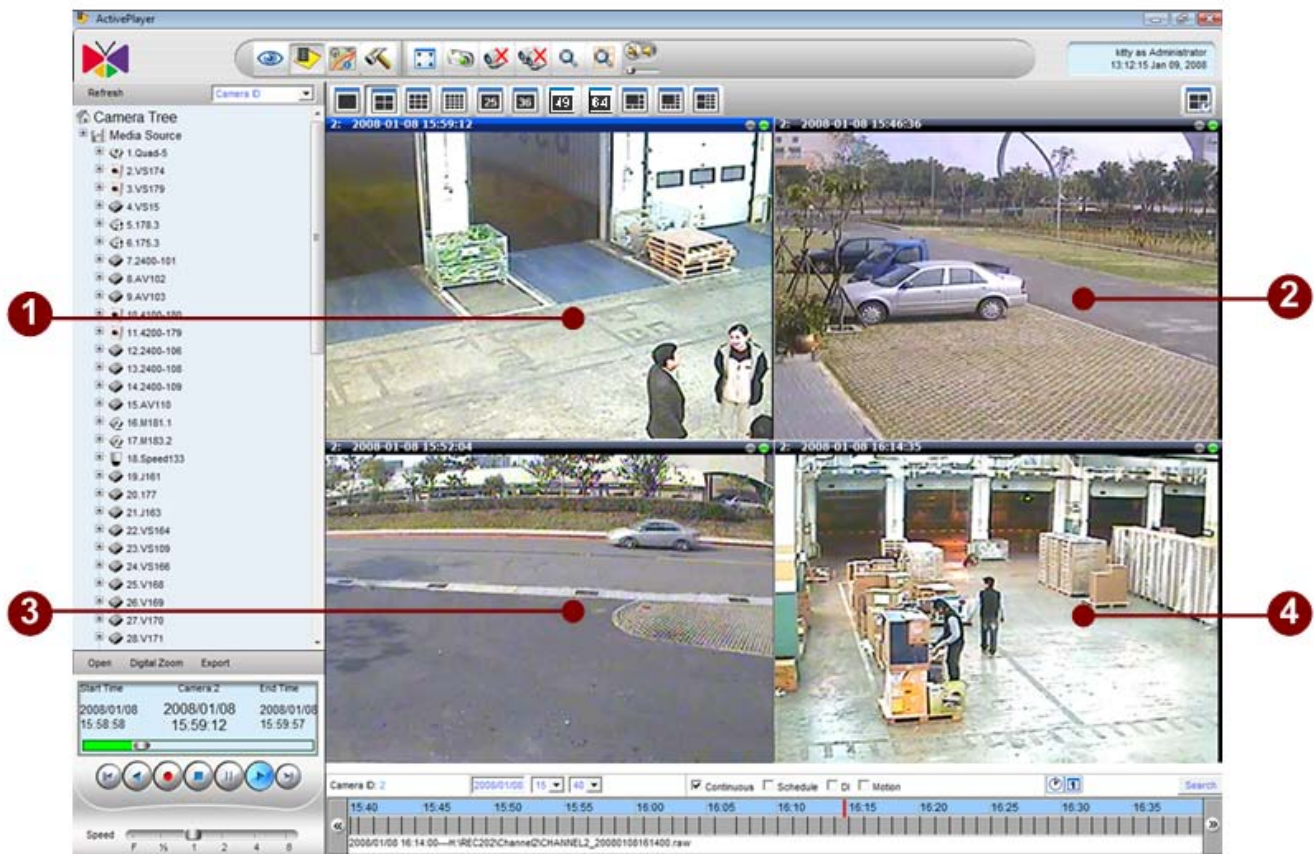 ActivePlayer
kitty as Administrator
13:12:15 Jan 09, 2008
Refresh
Camera ID
25 36 49 64
Camera Tree
Media Source
1.Quad-5
2.VS174
3.VS179
4.VS15
5.178.3
6.175.3
7.2400-101
8.AV102
9.AV103
10.4100-180
11.4200-179
12.2400-106
13.2400-108
14.2400-109
15.AV110
16.M181.1
17.M183.2
18.Speed133
19.J161
20.177
21.J163
22.VS164
23.VS109
24.VS166
25.V168
26.V169
27.V170
28.V171
2: 2008-01-08 15:59:12
2: 2008-01-08 15:46:36
2: 2008-01-08 15:52:04
2: 2008-01-08 16:14:35
1
2
3
4
Open Digital Zoom Export
Start Time Camera:2 End Time
2008/01/08 2008/01/08 2008/01/08
15:58:58 15:59:12 15:59:57
Speed
F ½ 1 2 4 8
Camera ID: 2 2008/01/08 15 40 Continuous Schedule DI Motion 1 Search
15:40 15:45 15:50 15:55 16:00 16:05 16:10 16:15 16:20 16:25 16:30 16:35
2008/01/08 16:14:00---H:\REC202\Channel2\CHANNEL2_20080108161400.raw